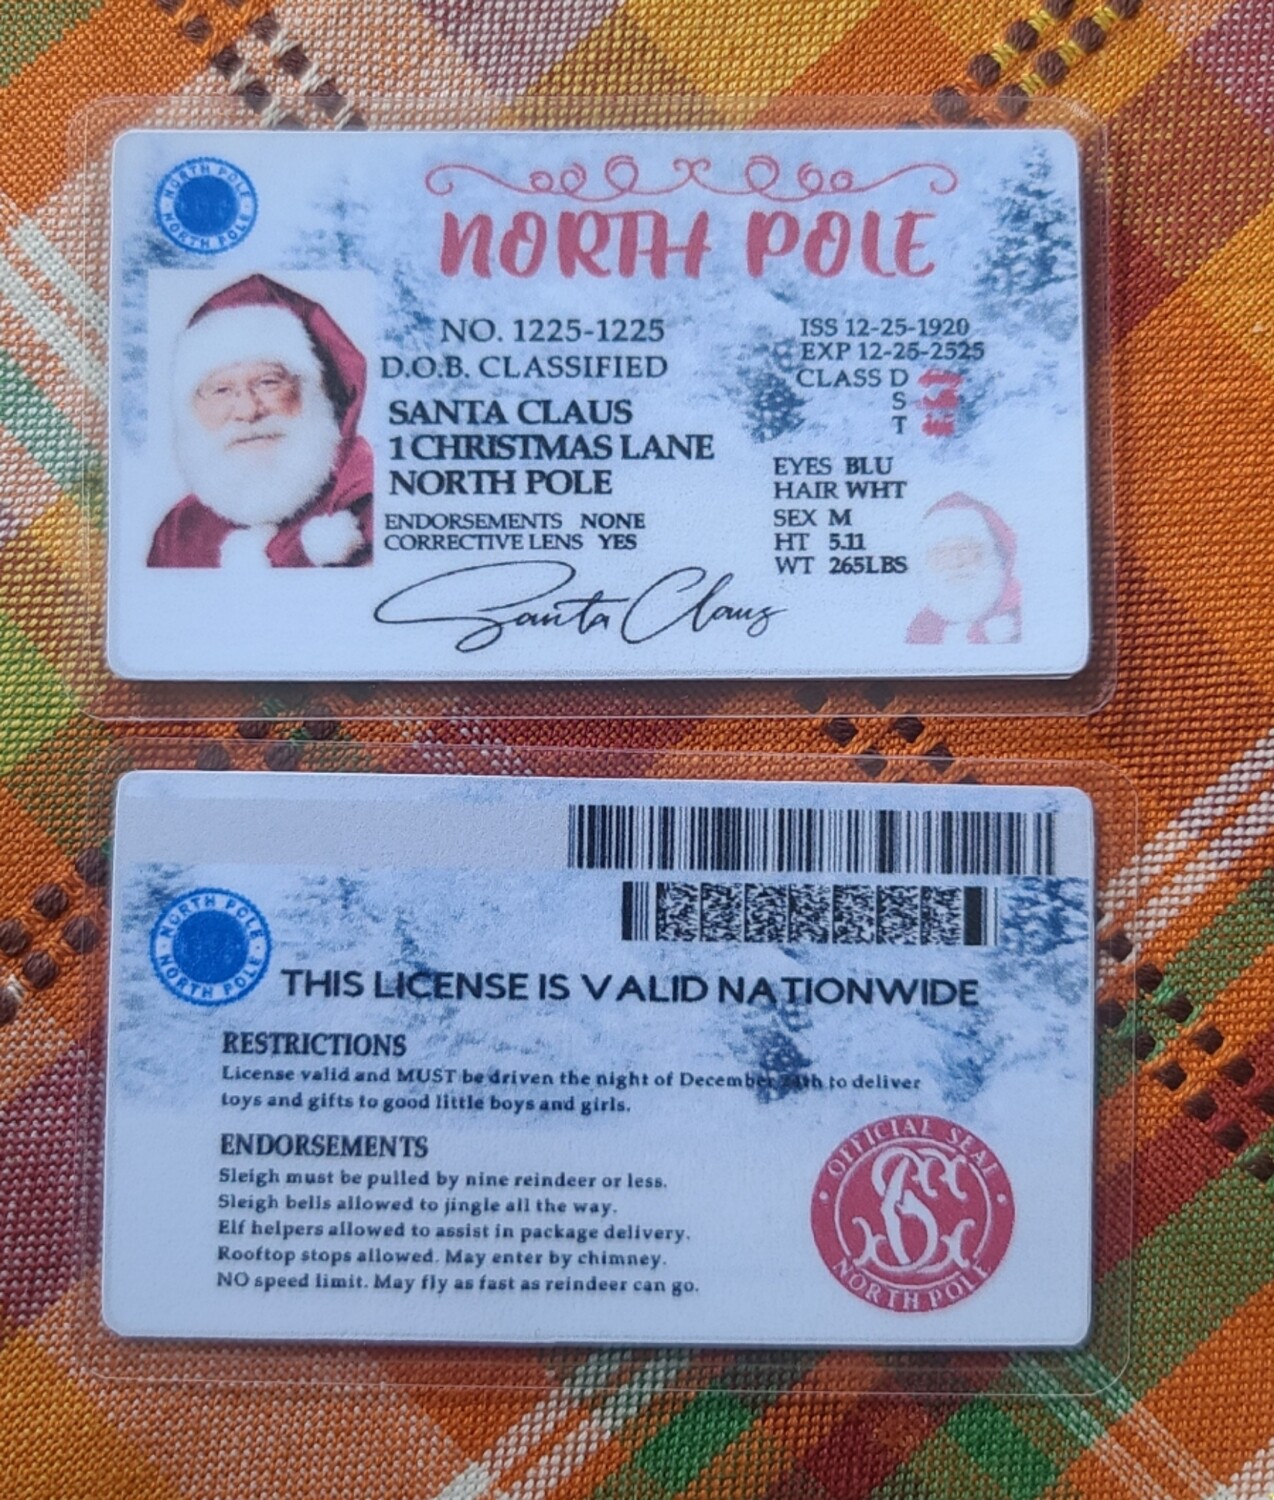 NORTH POLE
NORTH POLE
NORTH POLE
NO. 1225-1225
D.O.B. CLASSIFIED
SANTA CLAUS
1 CHRISTMAS LANE
NORTH POLE
ENDORSEMENTS NONE
CORRECTIVE LENS YES
Santa Claus
ISS 12-25-1920
EXP 12-25-2525
CLASS D
S
T
EYES BLU
HAIR WHT
SEX M
HT 5.11
WT 265LBS
NORTH POLE
NORTH POLE
THIS LICENSE IS VALID NATIONWIDE
RESTRICTIONS
License valid and MUST be driven the night of December 24th to deliver
toys and gifts to good little boys and girls.
ENDORSEMENTS
Sleigh must be pulled by nine reindeer or less.
Sleigh bells allowed to jingle all the way.
Elf helpers allowed to assist in package delivery.
Rooftop stops allowed. May enter by chimney.
NO speed limit. May fly as fast as reindeer can go.
OFFICIAL SEAL
NORTH POLE